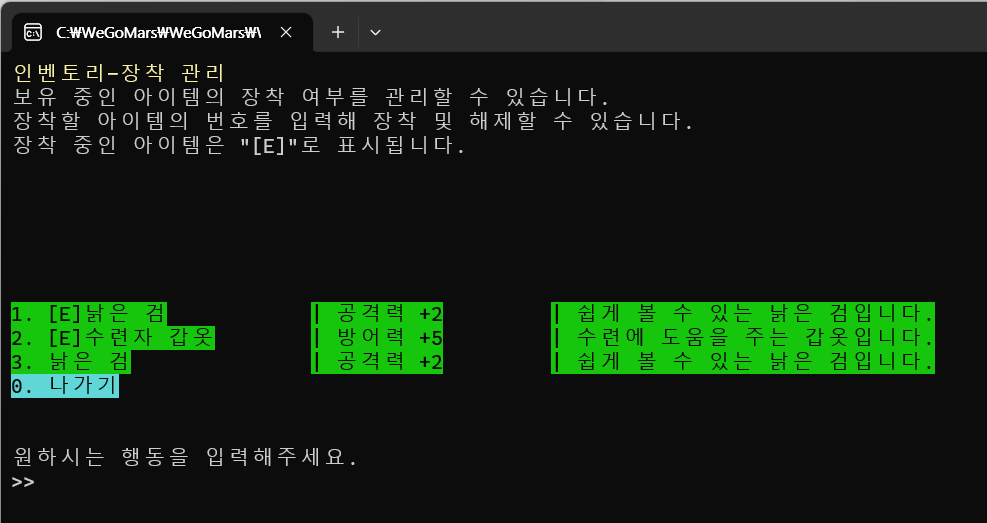 C:\WeGoMars\WeGoMars\
인벤토리-장착 관리
보유 중인 아이템의 장착 여부를 관리할 수 있습니다.
장착할 아이템의 번호를 입력해 장착 및 해제할 수 있습니다.
장착 중인 아이템은 "[E]"로 표시됩니다.
1. [E]낡은 검 | 공격력 +2 | 쉽게 볼 수 있는 낡은 검입니다.
2. [E]수련자 갑옷 | 방어력 +5 | 수련에 도움을 주는 갑옷입니다.
3. 낡은 검 | 공격력 +2 | 쉽게 볼 수 있는 낡은 검입니다.
0. 나가기
원하시는 행동을 입력해주세요.
>>